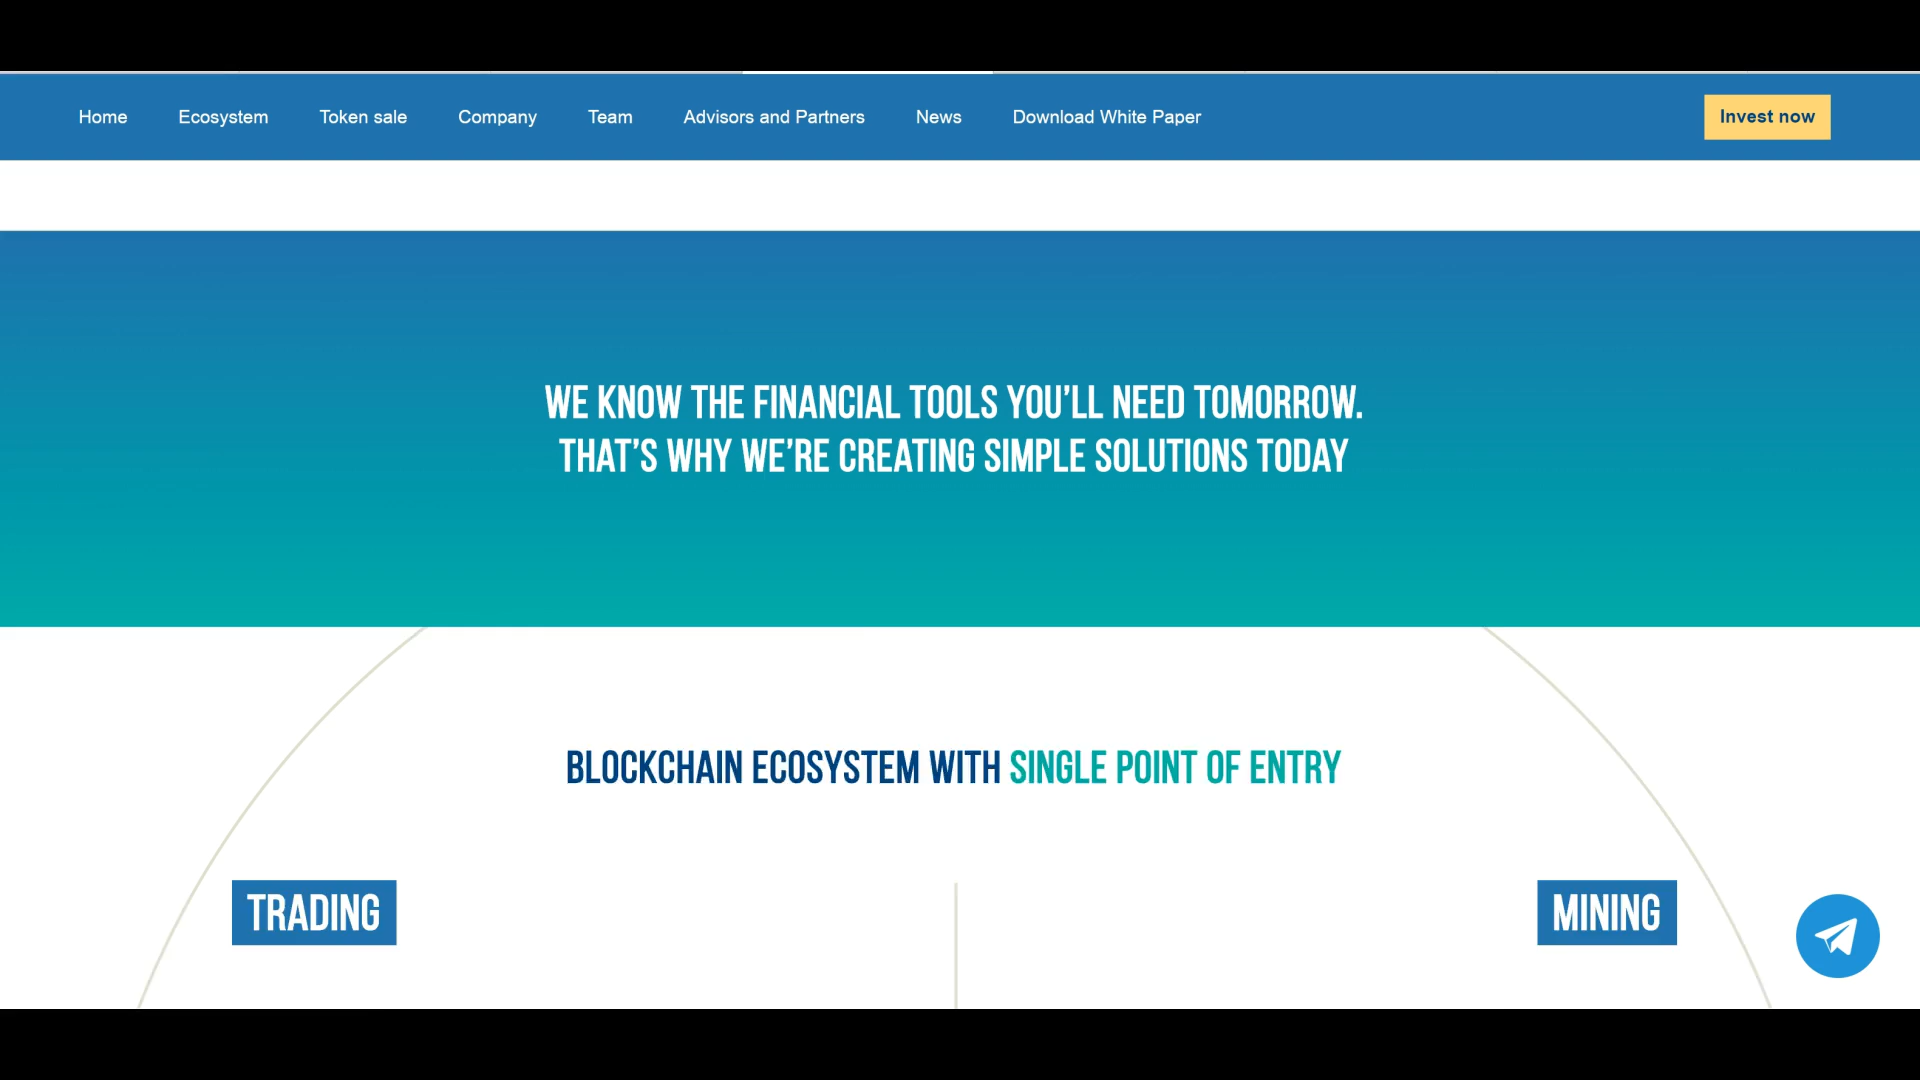 Home Ecosystem Token sale Company Team Advisors and Partners News Download White Paper Invest now
WE KNOW THE FINANCIAL TOOLS YOU'LL NEED TOMORROW.
THAT'S WHY WE'RE CREATING SIMPLE SOLUTIONS TODAY
BLOCKCHAIN ECOSYSTEM WITH SINGLE POINT OF ENTRY
TRADING MINING